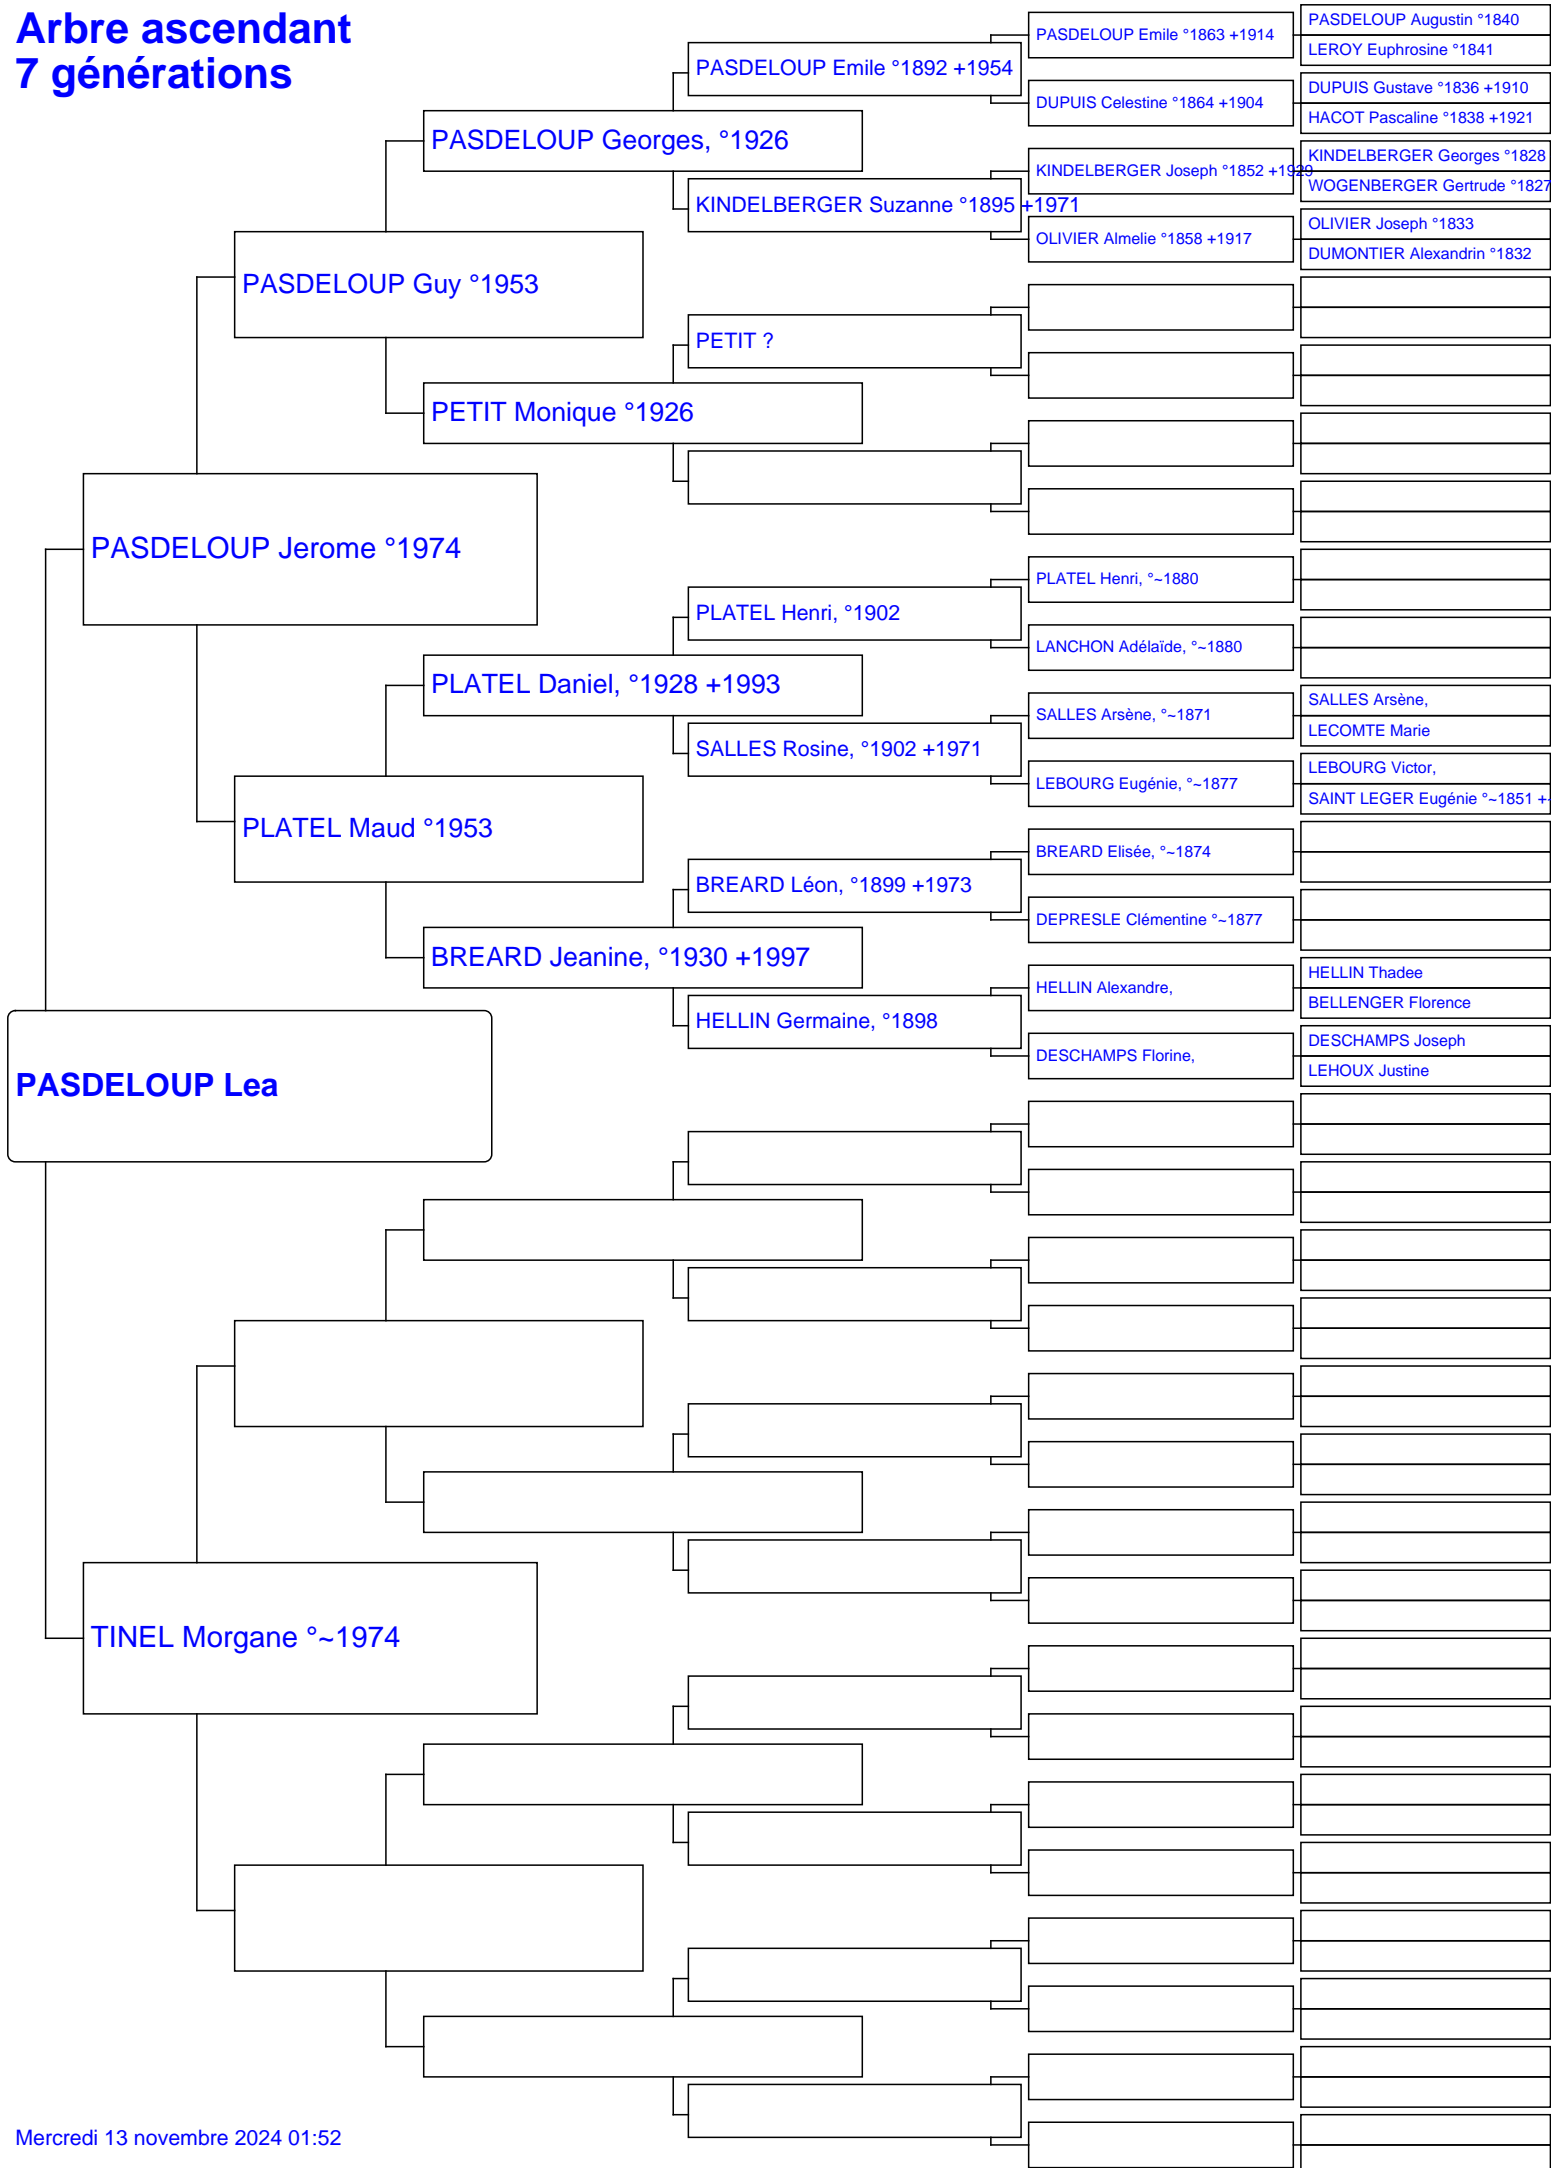 Arbre ascendant
7 générations
PASDELOUP Lea
PASDELOUP Jerome °1974
TINEL Morgane °~1974
PASDELOUP Guy °1953
PLATEL Maud °1953
PASDELOUP Georges, °1926
PETIT Monique °1926
PLATEL Daniel, °1928 +1993
BREARD Jeanine, °1930 +1997
PASDELOUP Emile °1892 +1954
KINDELBERGER Suzanne °1895 +1971
PETIT ?
PLATEL Henri, °1902
SALLES Rosine, °1902 +1971
BREARD Léon, °1899 +1973
HELLIN Germaine, °1898
PASDELOUP Emile °1863 +1914
DUPUIS Celestine °1864 +1904
KINDELBERGER Joseph °1852 +1929
OLIVIER Almelie °1858 +1917
PLATEL Henri, °~1880
LANCHON Adélaïde, °~1880
SALLES Arsène, °~1871
LEBOURG Eugénie, °~1877
BREARD Elisée, °~1874
DEPRESLE Clémentine °~1877
HELLIN Alexandre,
DESCHAMPS Florine,
PASDELOUP Augustin °1840
LEROY Euphrosine °1841
DUPUIS Gustave °1836 +1910
HACOT Pascaline °1838 +1921
KINDELBERGER Georges °1828
WOGENBERGER Gertrude °1827
OLIVIER Joseph °1833
DUMONTIER Alexandrin °1832
SALLES Arsène,
LECOMTE Marie
LEBOURG Victor,
SAINT LEGER Eugénie °~1851
HELLIN Thadee
BELLENGER Florence
DESCHAMPS Joseph
LEHOUX Justine
Mercredi 13 novembre 2024 01:52